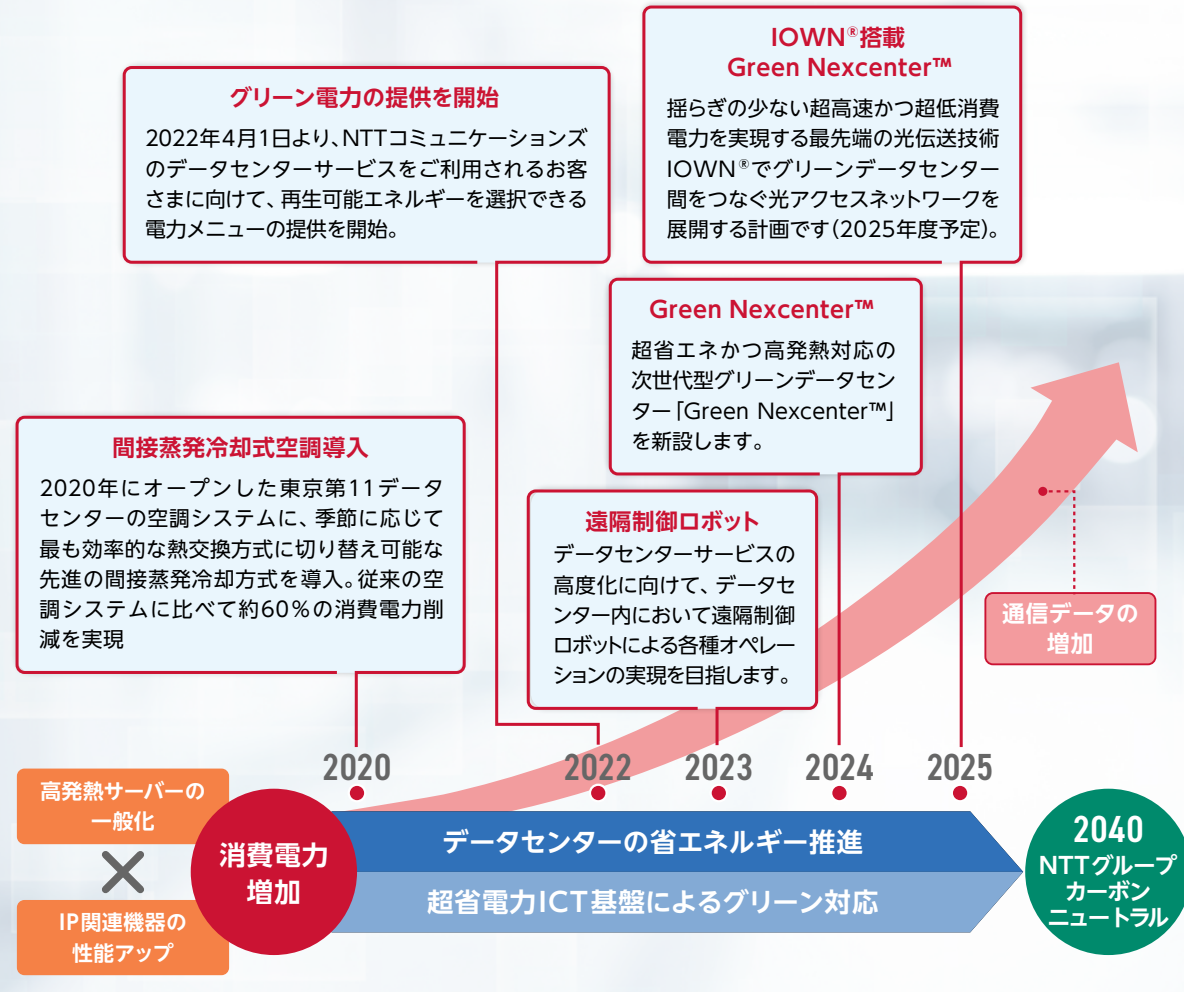 IOWN®搭載
Green Nexcenter™
揺らぎの少ない超高速かつ超低消費
電力を実現する最先端の光伝送技術
IOWN®でグリーンデータセンター
間をつなぐ光アクセスネットワークを
展開する計画です(2025年度予定)。
グリーン電力の提供を開始
2022年4月1日より、NTTコミュニケーションズ
のデータセンターサービスをご利用されるお客
さまに向けて、再生可能エネルギーを選択できる
電力メニューの提供を開始。
Green Nexcenter™
超省エネかつ高発熱対応の
次世代型グリーンデータセン
ター「Green Nexcenter™」
を新設します。
間接蒸発冷却式空調導入
2020年にオープンした東京第11データ
センターの空調システムに、季節に応じて
最も効率的な熱交換方式に切り替え可能な
先進の間接蒸発冷却方式を導入。従来の空
調システムに比べて約60%の消費電力削
減を実現
遠隔制御ロボット
データセンターサービスの
高度化に向けて、データセ
ンター内において遠隔制御
ロボットによる各種オペレー
ションの実現を目指します。
通信データの
増加
2020
2022
2023
2024
2025
高発熱サーバーの
一般化
IP関連機器の
性能アップ
消費電力
増加
データセンターの省エネルギー推進
超省電力ICT基盤によるグリーン対応
2040
NTTグループ
カーボン
ニュートラル